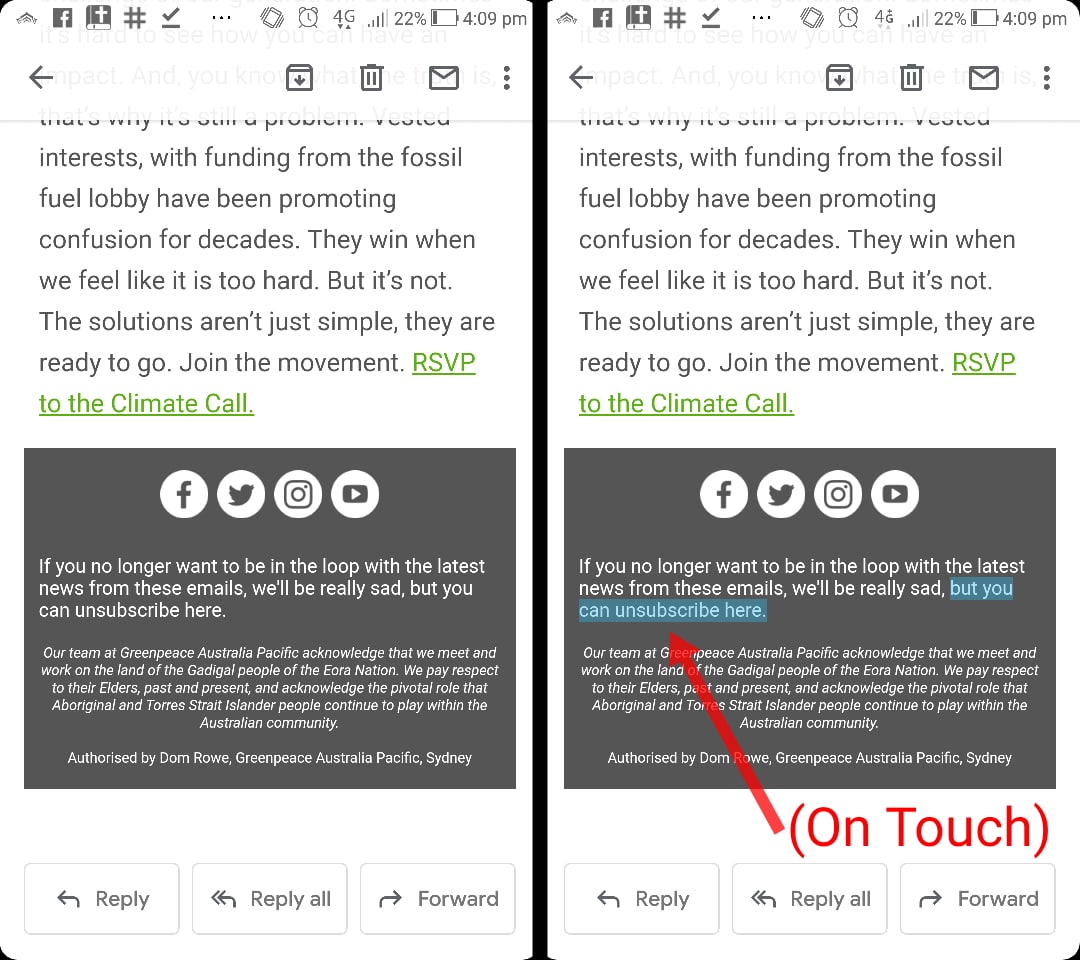 4G 22% 4:09 pm
it's hard to see how you can have an
impact. And, you know what the truth is,
that's why it's still a problem. Vested
interests, with funding from the fossil
fuel lobby have been promoting
confusion for decades. They win when
we feel like it is too hard. But it’s not.
The solutions aren’t just simple, they are
ready to go. Join the movement. RSVP
to the Climate Call.
If you no longer want to be in the loop with the latest
news from these emails, we'll be really sad, but you
can unsubscribe here.
Our team at Greenpeace Australia Pacific acknowledge that we meet and
work on the land of the Gadigal people of the Eora Nation. We pay respect
to their Elders, past and present, and acknowledge the pivotal role that
Aboriginal and Torres Strait Islander people continue to play within the
Australian community.
Authorised by Dom Rowe, Greenpeace Australia Pacific, Sydney
Reply Reply all Forward
4G 22% 4:09 pm
it's hard to see how you can have an
impact. And, you know what the truth is,
that's why it's still a problem. Vested
interests, with funding from the fossil
fuel lobby have been promoting
confusion for decades. They win when
we feel like it is too hard. But it’s not.
The solutions aren’t just simple, they are
ready to go. Join the movement. RSVP
to the Climate Call.
If you no longer want to be in the loop with the latest
news from these emails, we'll be really sad, but you
can unsubscribe here.
Our team at Greenpeace Australia Pacific acknowledge that we meet and
work on the land of the Gadigal people of the Eora Nation. We pay respect
to their Elders, past and present, and acknowledge the pivotal role that
Aboriginal and Torres Strait Islander people continue to play within the
Australian community.
Authorised by Dom Rowe, Greenpeace Australia Pacific, Sydney
(On Touch)
Reply Reply all Forward